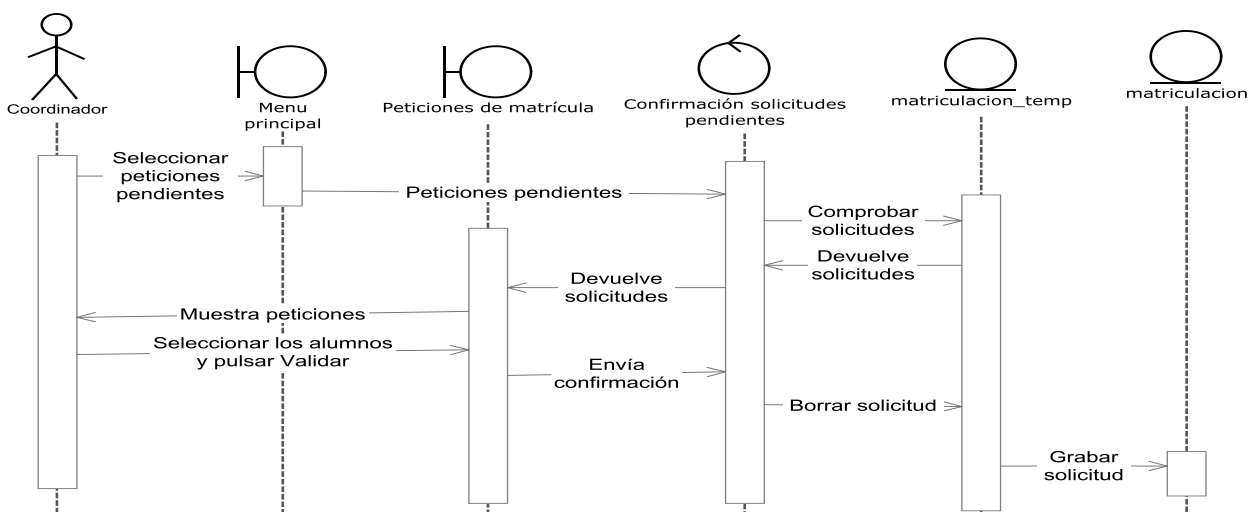 Coordinador
Menu
principal
Peticiones de matrícula
Confirmación solicitudes
pendientes
matriculacion_temp
matriculacion
Seleccionar
peticiones
pendientes
Peticiones pendientes
Comprobar
solicitudes
Devuelve
solicitudes
Devuelve
solicitudes
Muestra peticiones
Seleccionar los alumnos
y pulsar Validar
Envía
confirmación
Borrar solicitud
Grabar
solicitud